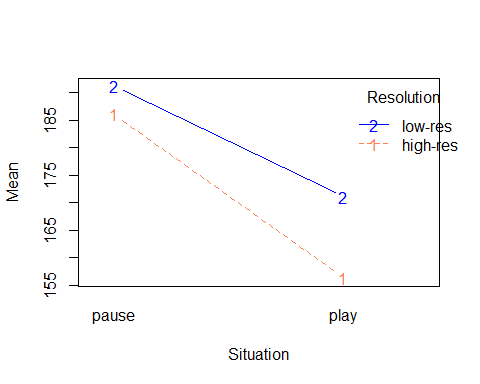 Resolution
2 low-res
1 high-res
2
1
2
1
185
175
165
155
Mean
pause play
Situation